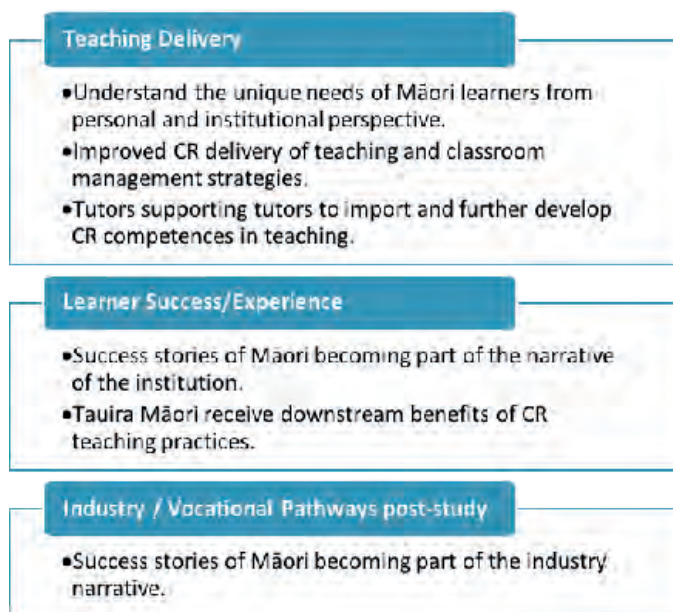 Teaching Delivery
•Understand the unique needs of Māori learners from
personal and institutional perspective.
•Improved CR delivery of teaching and classroom
management strategies.
•Tutors supporting tutors to import and further develop
CR competences in teaching.
Learner Success/Experience
•Success stories of Māori becoming part of the narrative
of the institution.
•Tauira Māori receive downstream benefits of CR
teaching practices.
Industry / Vocational Pathways post-study
•Success stories of Māori becoming part of the industry
narrative.